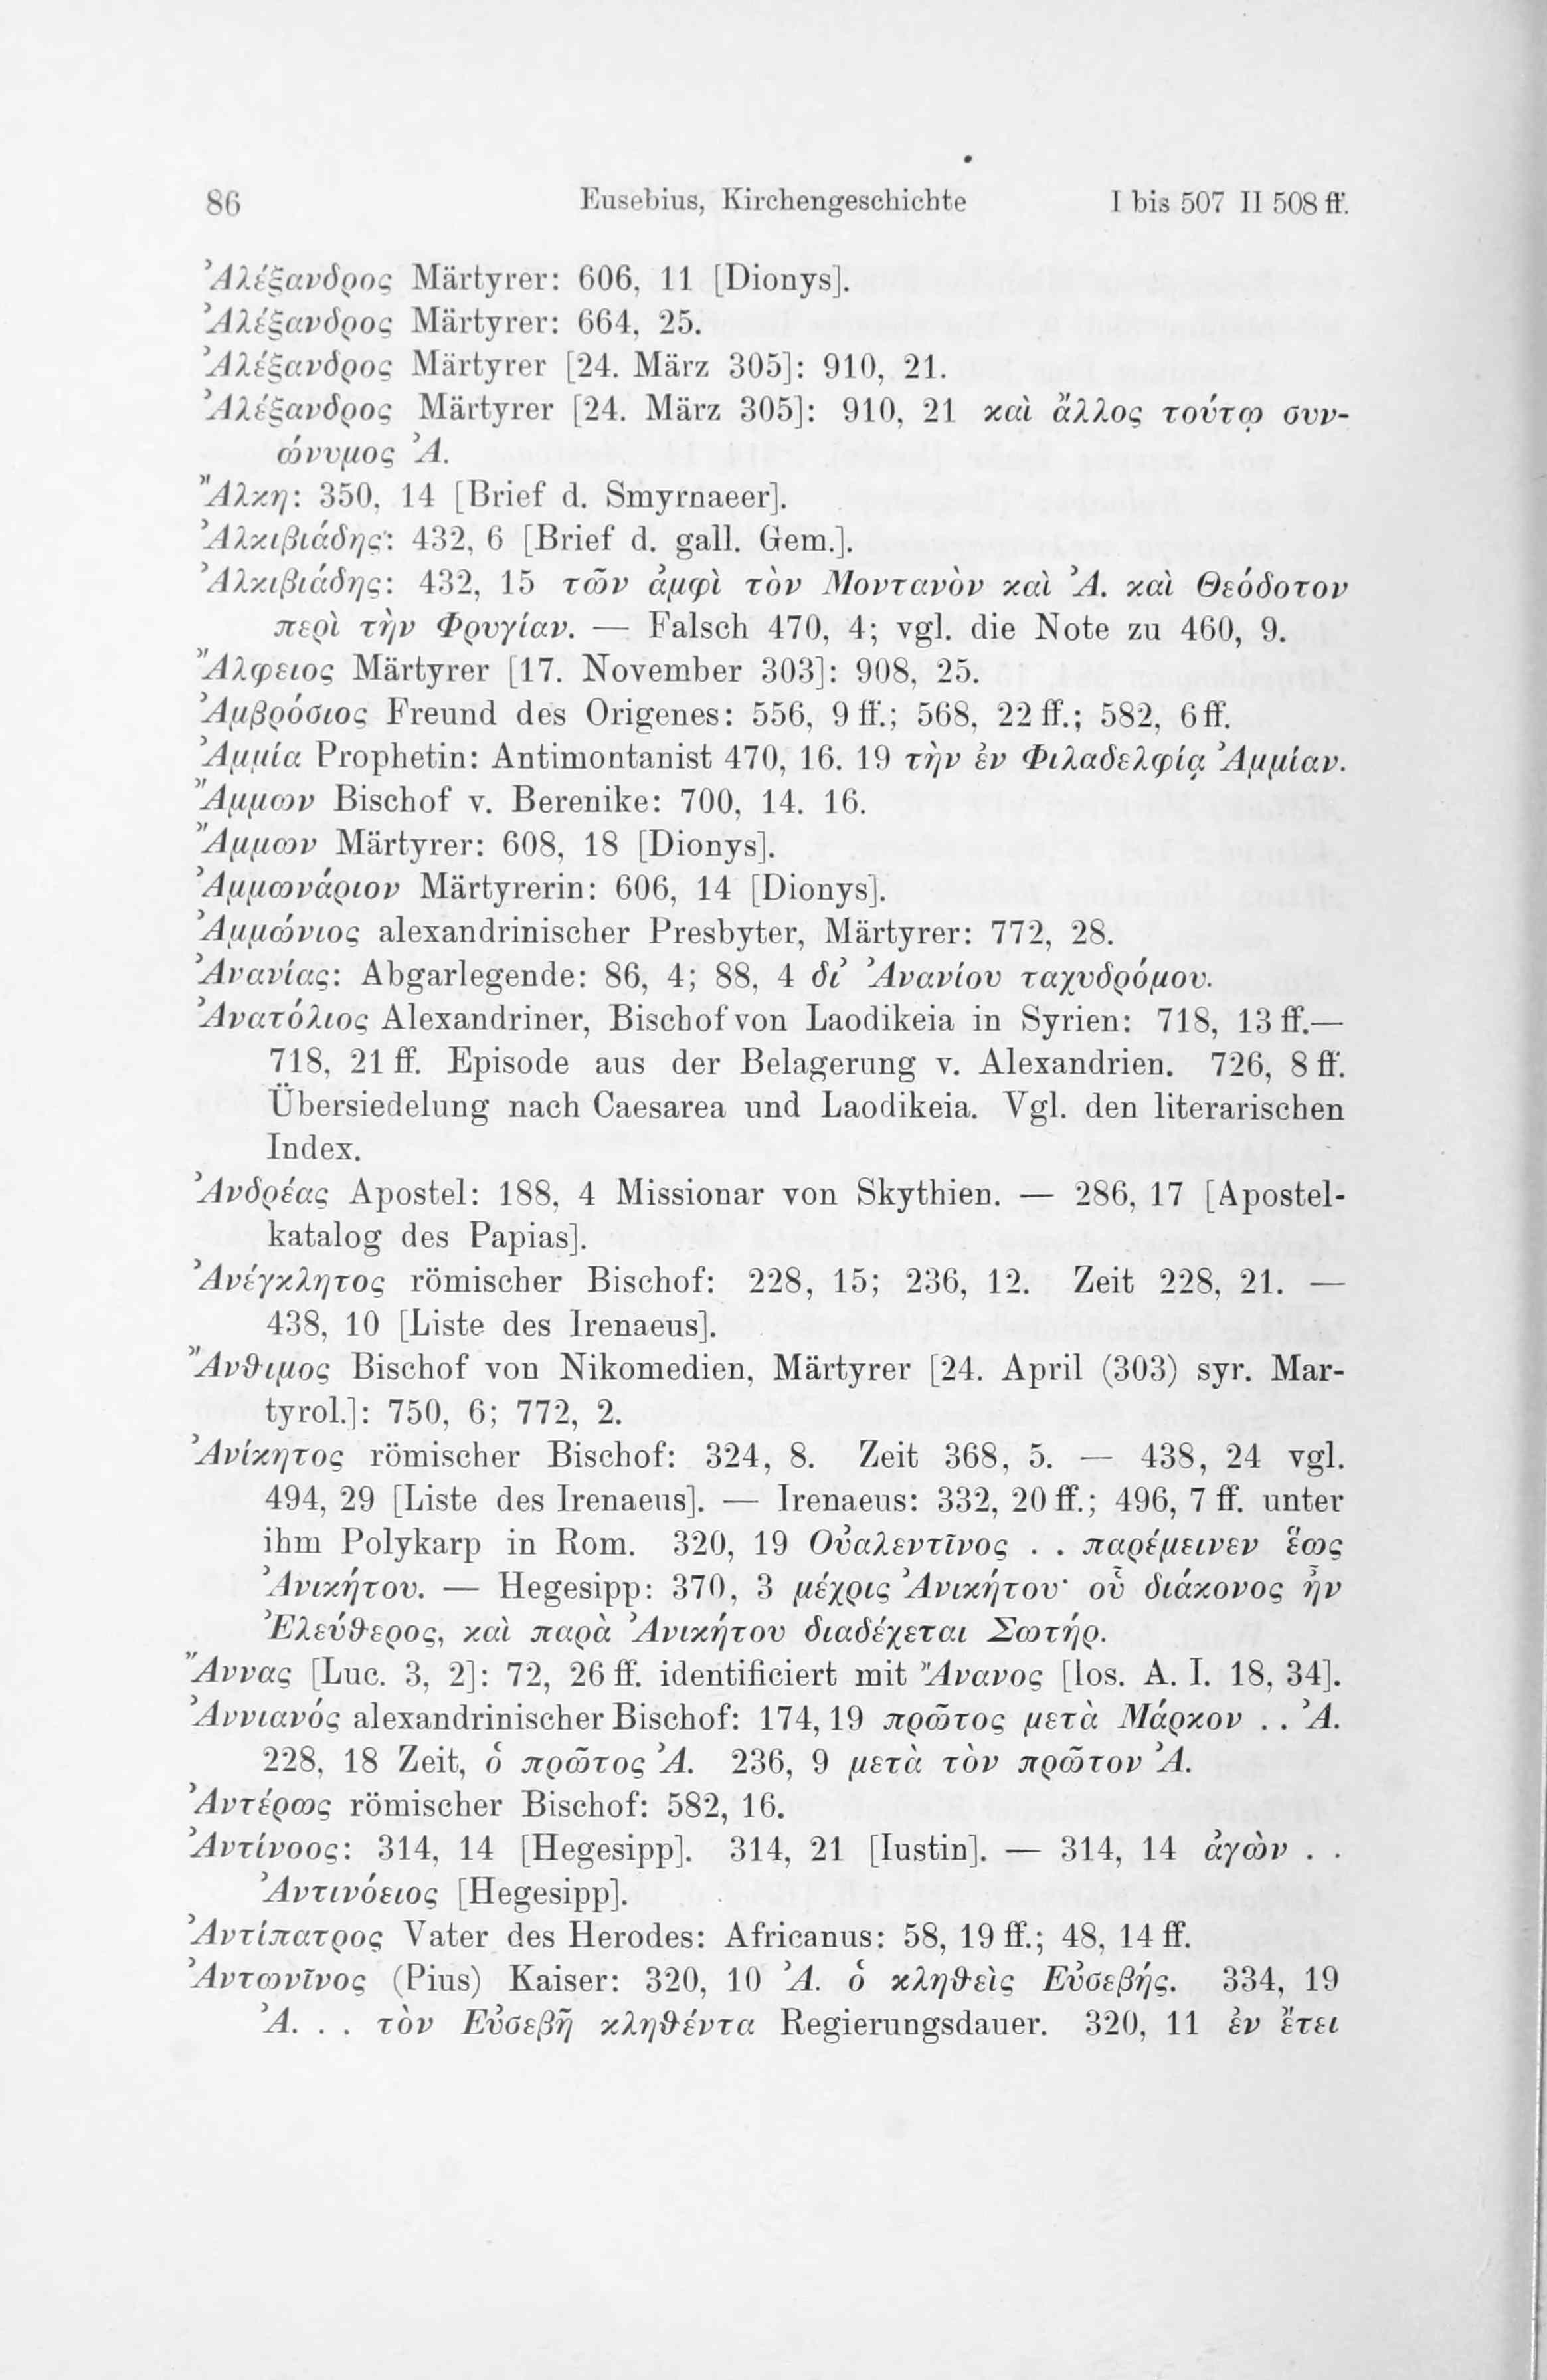 86 Eusebius, Kirchengeschichte I bis 507 II 508 ff.
Ἀλέξανδρος Märtyrer: 606, 11 [Dionys].
Ἀλέξανδρος Märtyrer: 664, 25.
Ἀλέξανδρος Märtyrer [24. März 305]: 910, 21.
Ἀλέξανδρος Märtyrer [24. März 305]: 910, 21 καὶ ἄλλος τούτῳ συν-
ώνυμος Ἀ.
Ἄλκη: 350, 14 [Brief d. Smyrnaeer].
Ἀλκιβιάδης: 432, 6 [Brief d. gall. Gem.].
Ἀλκιβιάδης: 432, 15 τῶν ἀμφὶ τὸν Μοντανὸν καὶ Ἀ. καὶ Θεόδοτον
περὶ τὴν Φρυγίαν. — Falsch 470, 4; vgl. die Note zu 460, 9.
Ἄλφειος Märtyrer [17. November 303]: 908, 25.
Ἀμβρόσιος Freund des Origenes: 556, 9 ff.; 568, 22 ff.; 582, 6 ff.
Ἀμμία Prophetin: Antimontanist 470, 16. 19 τὴν ἐν Φιλαδελφίᾳ Ἀμμίαν.
Ἄμμων Bischof v. Berenike: 700, 14. 16.
Ἄμμων Märtyrer: 608, 18 [Dionys].
Ἀμμωνάριον Märtyrerin: 606, 14 [Dionys].
Ἀμμώνιος alexandrinischer Presbyter, Märtyrer: 772, 28.
Ἀνανίας: Abgarlegende: 86, 4; 88, 4 δι’ Ἀνανίου ταχυδρόμου.
Ἀνατόλιος Alexandriner, Bischof von Laodikeia in Syrien: 718, 13 ff.—
718, 21 ff. Episode aus der Belagerung v. Alexandrien. 726, 8 ff.
Übersiedelung nach Caesarea und Laodikeia. Vgl. den literarischen
Index.
Ἀνδρέας Apostel: 188, 4 Missionar von Skythien. — 286, 17 [Apostel-
katalog des Papias].
Ἀνέγκλητος römischer Bischof: 228, 15; 236, 12. Zeit 228, 21. —
438, 10 [Liste des Irenaeus].
Ἄνθιμος Bischof von Nikomedien, Märtyrer [24. April (303) syr. Mar-
tyrol.]: 750, 6; 772, 2.
Ἀνίκητος römischer Bischof: 324, 8. Zeit 368, 5. — 438, 24 vgl.
494, 29 [Liste des Irenaeus]. — Irenaeus: 332, 20 ff.; 496, 7 ff. unter
ihm Polykarp in Rom. 320, 19 Οὐαλεντῖνος . . παρέμεινεν ἕως
Ἀνικήτου. — Hegesipp: 370, 3 μέχρις Ἀνικήτου· οὗ διάκονος ἦν
Ἐλεύθερος, καὶ παρὰ Ἀνικήτου διαδέχεται Σωτήρ.
Ἄννας [Luc. 3, 2]: 72, 26 ff. identificiert mit Ἄνανος [Ios. A. I. 18, 34].
Ἀννιανός alexandrinischer Bischof: 174, 19 πρῶτος μετὰ Μάρκον . . Ἀ.
228, 18 Zeit, ὁ πρῶτος Ἀ. 236, 9 μετὰ τὸν πρῶτον Ἀ.
Ἀντέρως römischer Bischof: 582, 16.
Ἀντίνοος: 314, 14 [Hegesipp]. 314, 21 [Iustin]. — 314, 14 ἀγὼν . .
Ἀντινόειος [Hegesipp].
Ἀντίπατρος Vater des Herodes: Africanus: 58, 19 ff.; 48, 14 ff.
Ἀντωνῖνος (Pius) Kaiser: 320, 10 Ἀ. ὁ κληθεὶς Εὐσεβής. 334, 19
Ἀ. . . τὸν Εὐσεβῆ κληθέντα Regierungsdauer. 320, 11 ἐν ἔτει